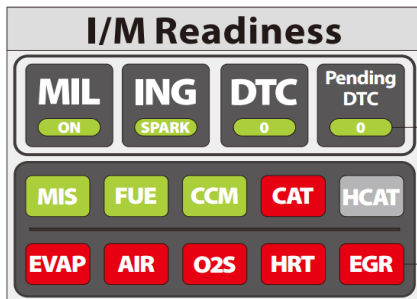 I/M Readiness
MIL ING DTC Pending DTC
ON SPARK 0 0
MIS FUE CCM CAT HCAT
EVAP AIR O2S HRT EGR